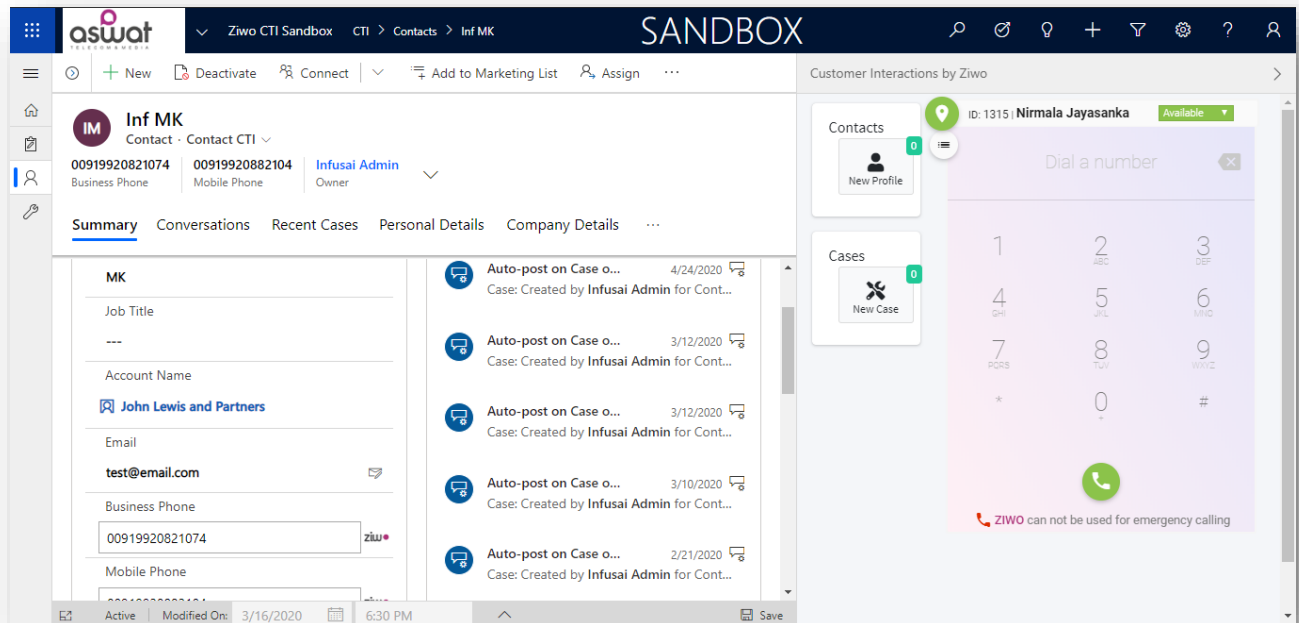 aswat
TELECOM & MEDIA
Ziwo CTI Sandbox CTI > Contacts > Inf MK
SANDBOX
New
Deactivate
Connect
Add to Marketing List
Assign
Customer Interactions by Ziwo
IM
Inf MK
Contact · Contact CTI
00919920821074
Business Phone
00919920882104
Mobile Phone
Infusai Admin
Owner
Summary
Conversations
Recent Cases
Personal Details
Company Details
MK
Job Title
---
Account Name
John Lewis and Partners
Email
test@email.com
Business Phone
00919920821074
ziwo
Mobile Phone
Auto-post on Case o... 4/24/2020
Case: Created by Infusai Admin for Cont...
Auto-post on Case o... 3/12/2020
Case: Created by Infusai Admin for Cont...
Auto-post on Case o... 3/12/2020
Case: Created by Infusai Admin for Cont...
Auto-post on Case o... 3/10/2020
Case: Created by Infusai Admin for Cont...
Auto-post on Case o... 2/21/2020
Case: Created by Infusai Admin for Cont...
Active
Modified On: 3/16/2020
6:30 PM
Save
Contacts
0
New Profile
Cases
0
New Case
ID: 1315 | Nirmala Jayasanka
Available
Dial a number
1
2
ABC
3
DEF
4
GHI
5
JKL
6
MNO
7
PQRS
8
TUV
9
WXYZ
*
0
+
#
ZIWO can not be used for emergency calling